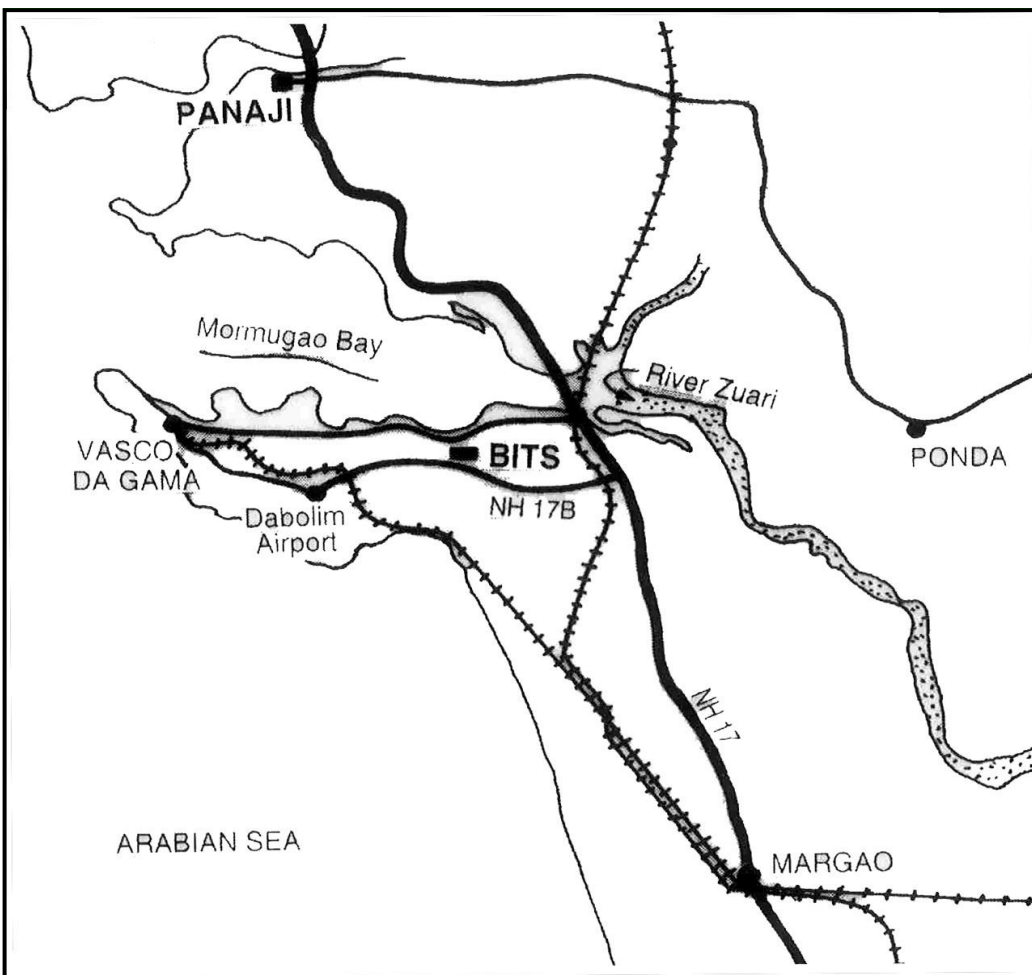 PANAJI
Mormugao Bay
River Zuari
VASCO
DA GAMA
BITS
PONDA
NH 17B
Dabolim
Airport
NH 17
ARABIAN SEA
MARGAO